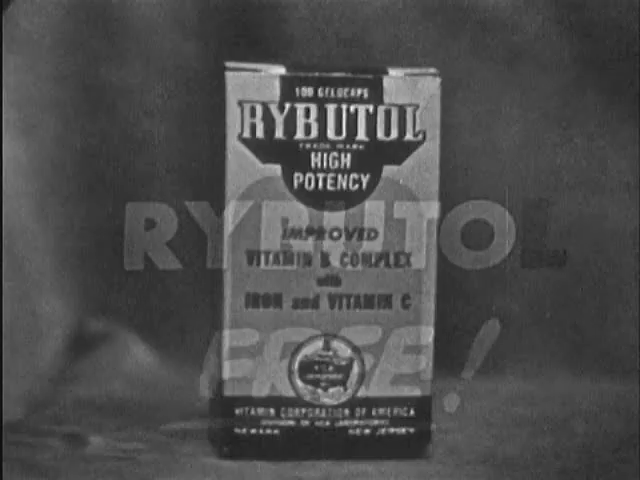 100 GELUCAPS
RYBUTOL
TRADE MARK
HIGH
POTENCY
RYBUTOL
IMPROVED
VITAMIN B COMPLEX
with
IRON and VITAMIN C
FREE!
VITAMIN CORPORATION OF AMERICA
NEWARK NEW JERSEY